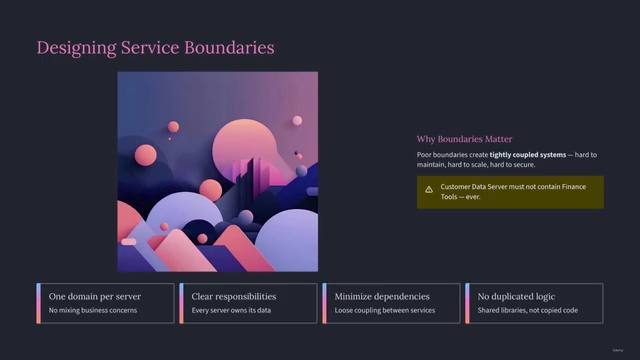 Designing Service Boundaries
Why Boundaries Matter
Poor boundaries create tightly coupled systems — hard to
maintain, hard to scale, hard to secure.
Customer Data Server must not contain Finance
Tools — ever.
One domain per server
No mixing business concerns
Clear responsibilities
Every server owns its data
Minimize dependencies
Loose coupling between services
No duplicated logic
Shared libraries, not copied code